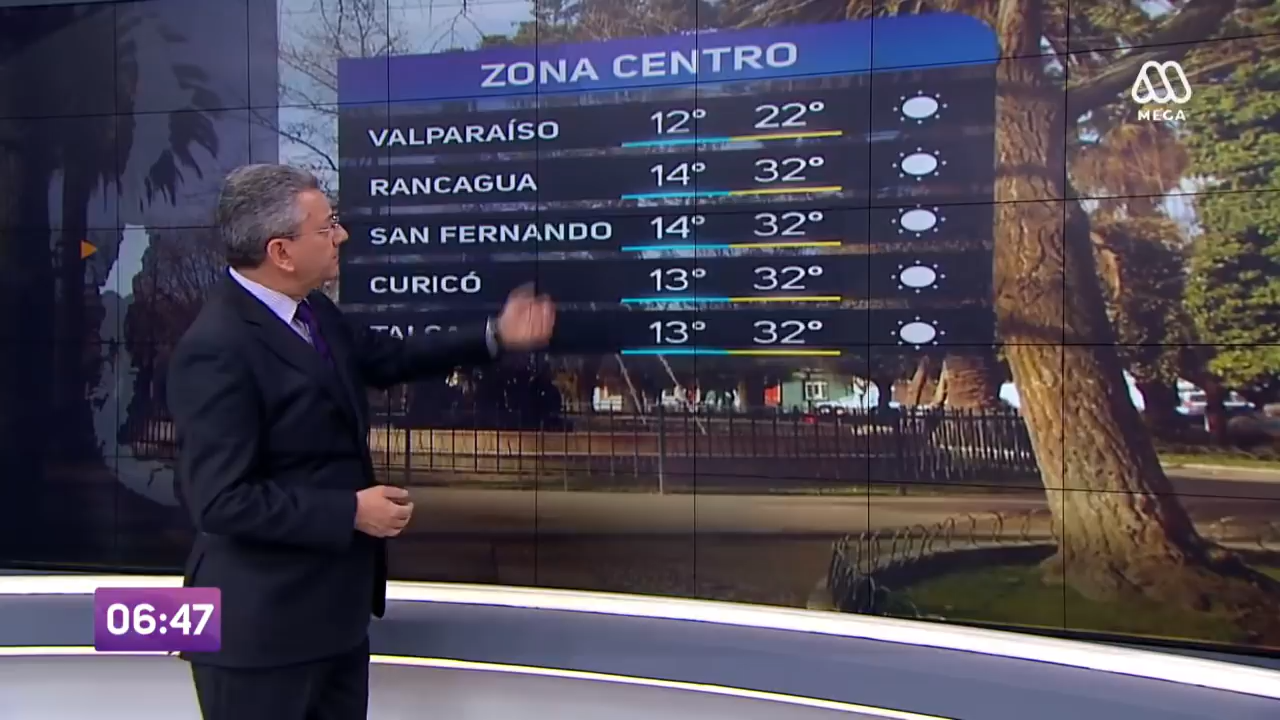 ZONA CENTRO
MEGA
VALPARAÍSO 12° 22°
RANCAGUA 14° 32°
SAN FERNANDO 14° 32°
CURICÓ 13° 32°
TALCA 13° 32°
06:47